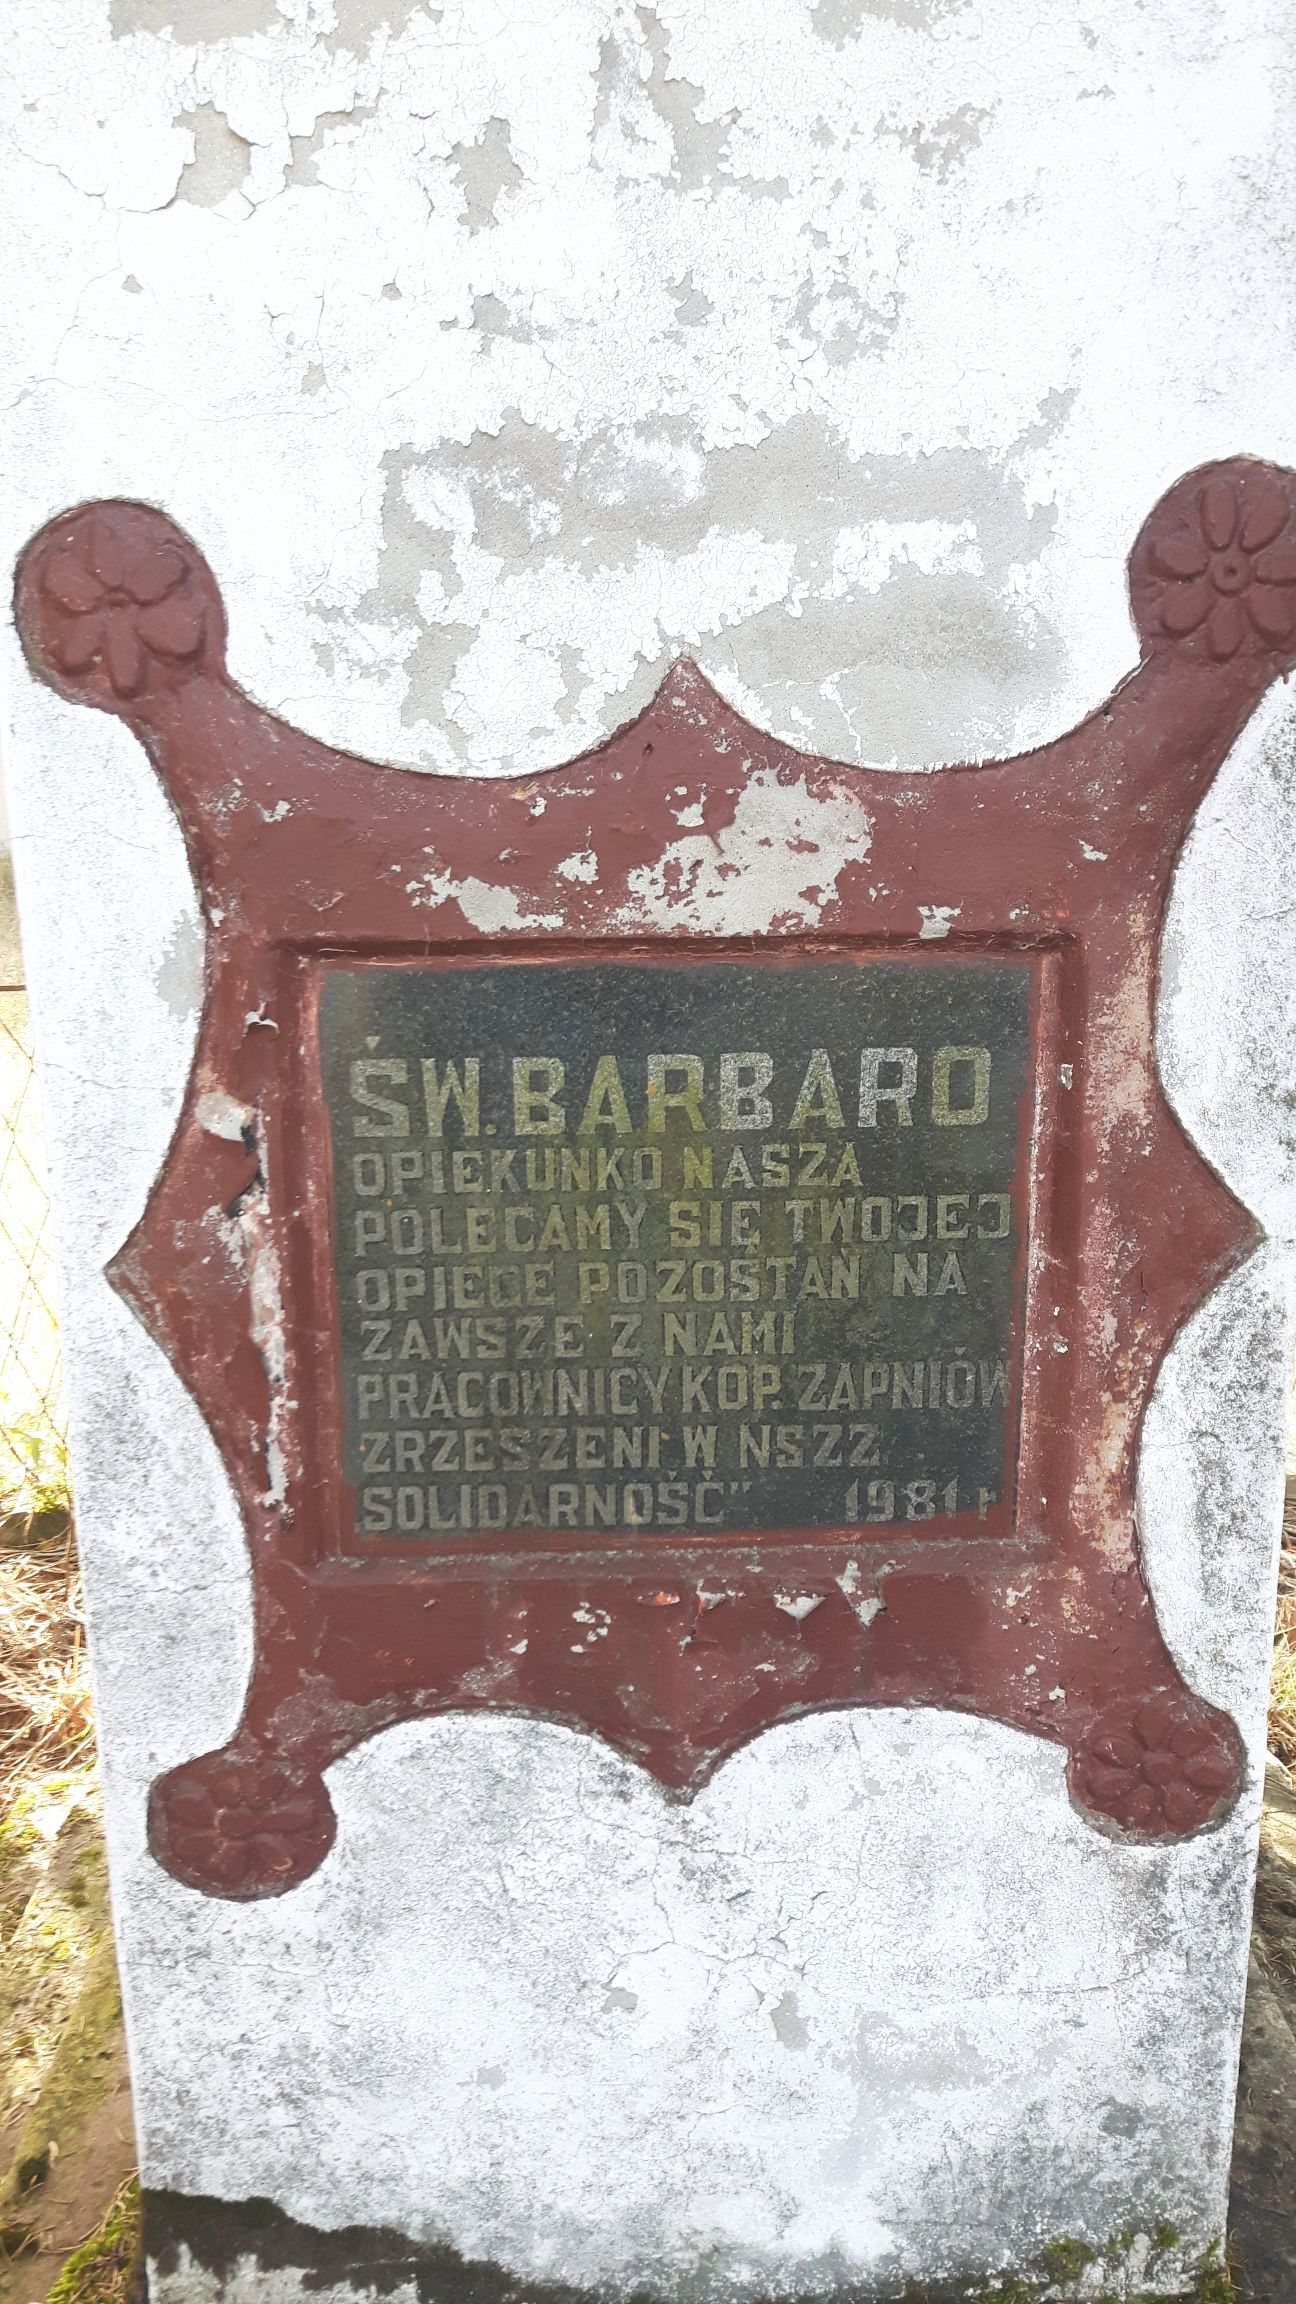 ŚW. BARBARO
OPIEKUNKO NASZA
POLECAMY SIĘ TWOJEJ
OPIECE POZOSTAŃ NA
ZAWSZE Z NAMI
PRACOWNICY KOP. ZAPNIÓW
ZRZESZENI W NSZZ
SOLIDARNOŚĆ" 1981 r